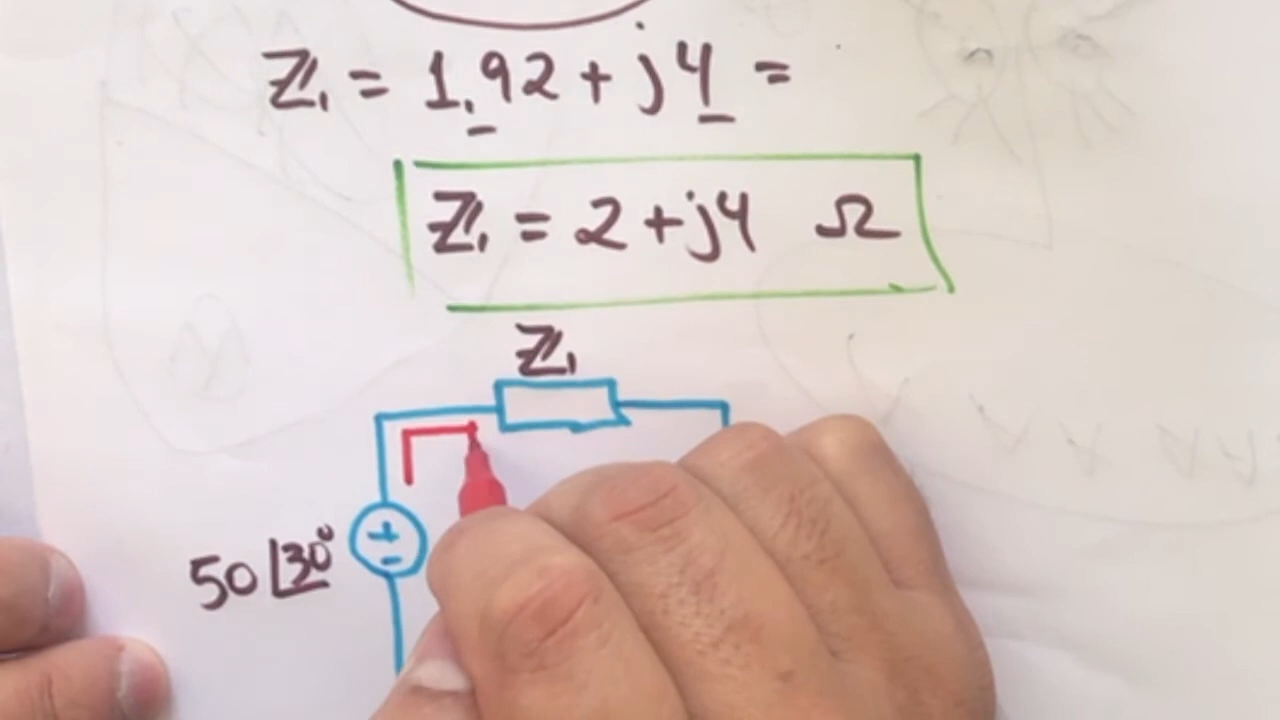 Z₁ = 1.92 + j4 =
Z₁ = 2 + j4 Ω
Z₁
+
-
50∠30°